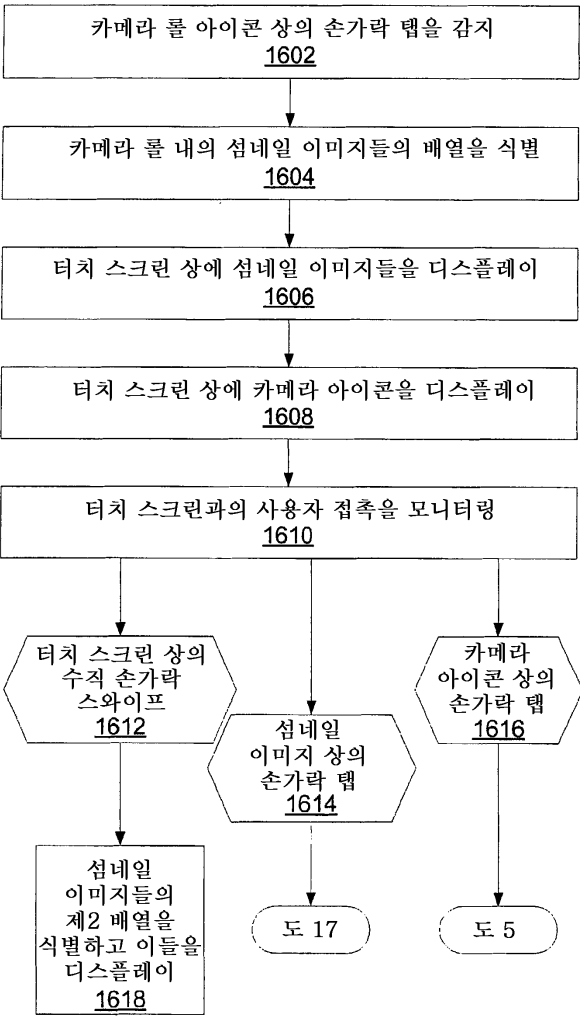 카메라 롤 아이콘 상의 손가락 탭을 감지
1602
카메라 롤 내의 섬네일 이미지들의 배열을 식별
1604
터치 스크린 상에 섬네일 이미지들을 디스플레이
1606
터치 스크린 상에 카메라 아이콘을 디스플레이
1608
터치 스크린과의 사용자 접촉을 모니터링
1610
터치 스크린 상의
수직 손가락
스와이프
1612
섬네일
이미지 상의
손가락 탭
1614
카메라
아이콘 상의
손가락 탭
1616
섬네일
이미지들의
제2 배열을
식별하고 이들을
디스플레이
1618
도 17
도 5